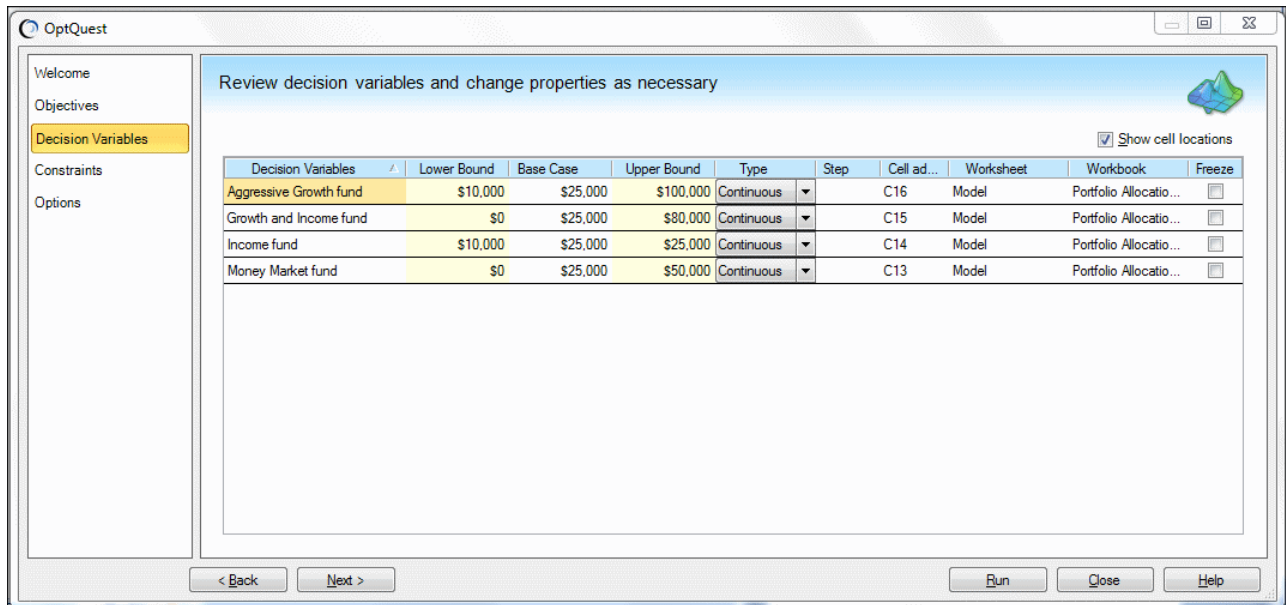 OptQuest
Welcome
Objectives
Decision Variables
Constraints
Options
Review decision variables and change properties as necessary
Show cell locations
Decision Variables Lower Bound Base Case Upper Bound Type Step Cell ad... Worksheet Workbook Freeze
Aggressive Growth fund $10,000 $25,000 $100,000 Continuous C16 Model Portfolio Allocatio...
Growth and Income fund $0 $25,000 $80,000 Continuous C15 Model Portfolio Allocatio...
Income fund $10,000 $25,000 $25,000 Continuous C14 Model Portfolio Allocatio...
Money Market fund $0 $25,000 $50,000 Continuous C13 Model Portfolio Allocatio...
< Back Next > Run Close Help